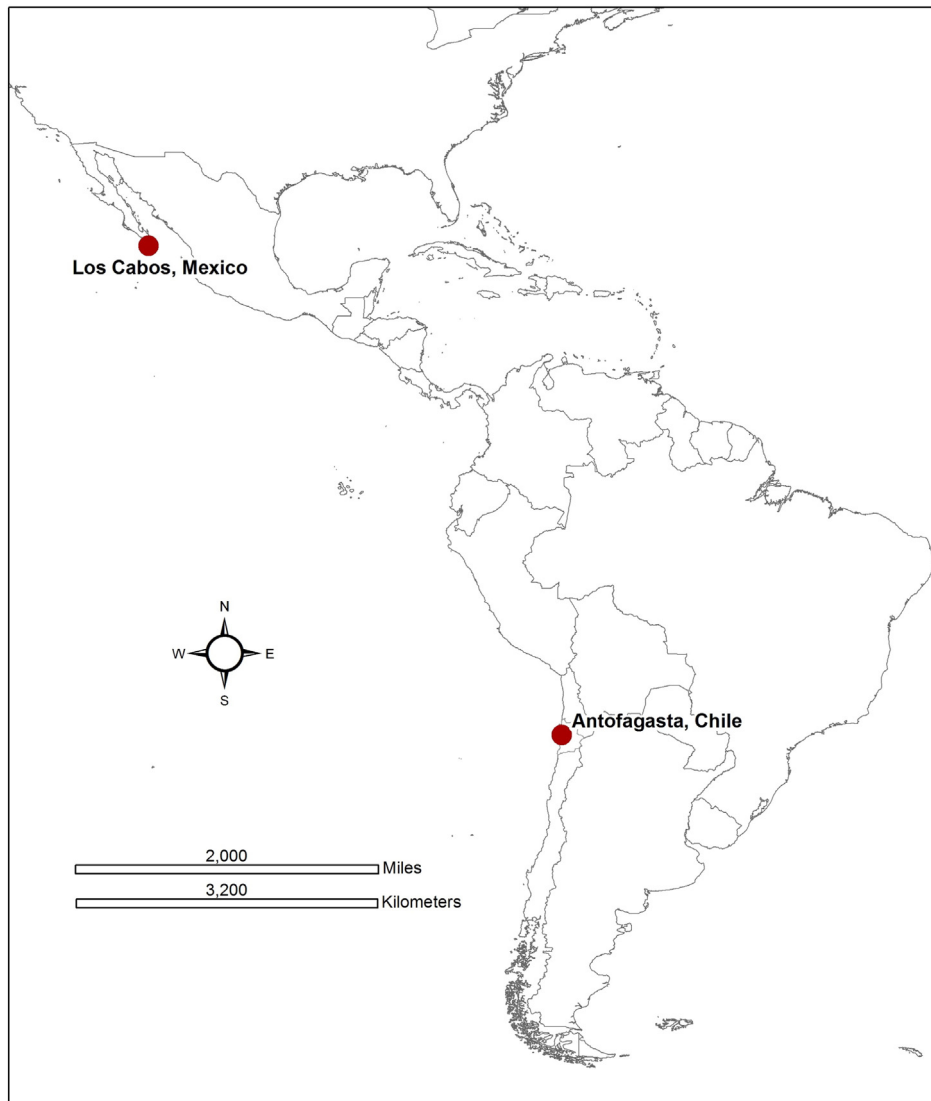 Los Cabos, Mexico
N
W E
S
Antofagasta, Chile
2,000
Miles
3,200
Kilometers